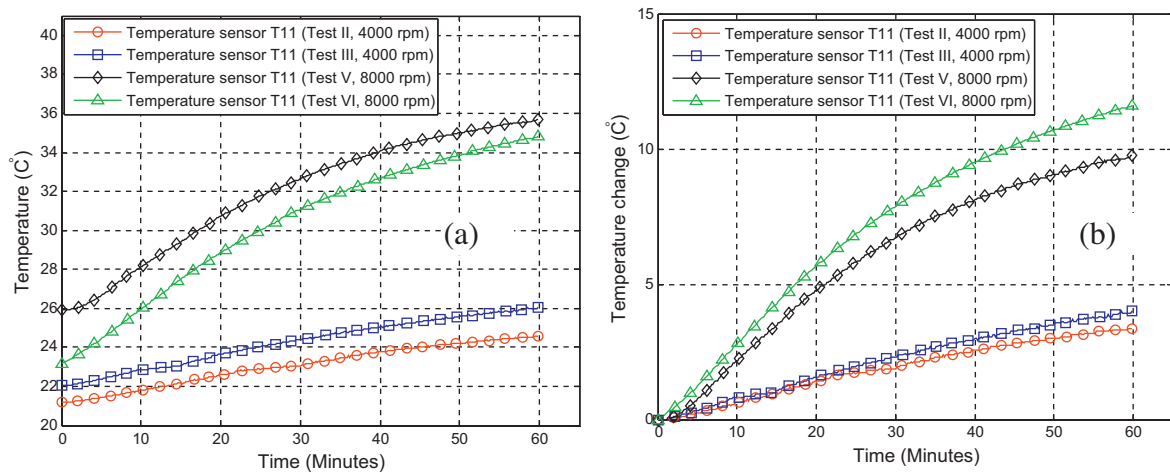 Temperature sensor T11 (Test II, 4000 rpm)
Temperature sensor T11 (Test III, 4000 rpm)
Temperature sensor T11 (Test V, 8000 rpm)
Temperature sensor T11 (Test VI, 8000 rpm)
40
38
36
34
32
30
28
26
24
22
20
Temperature (C°)
(a)
0 10 20 30 40 50 60
Time (Minutes)
Temperature sensor T11 (Test II, 4000 rpm)
Temperature sensor T11 (Test III, 4000 rpm)
Temperature sensor T11 (Test V, 8000 rpm)
Temperature sensor T11 (Test VI, 8000 rpm)
15
10
5
0
Temperature change (C°)
(b)
0 10 20 30 40 50 60
Time (Minutes)